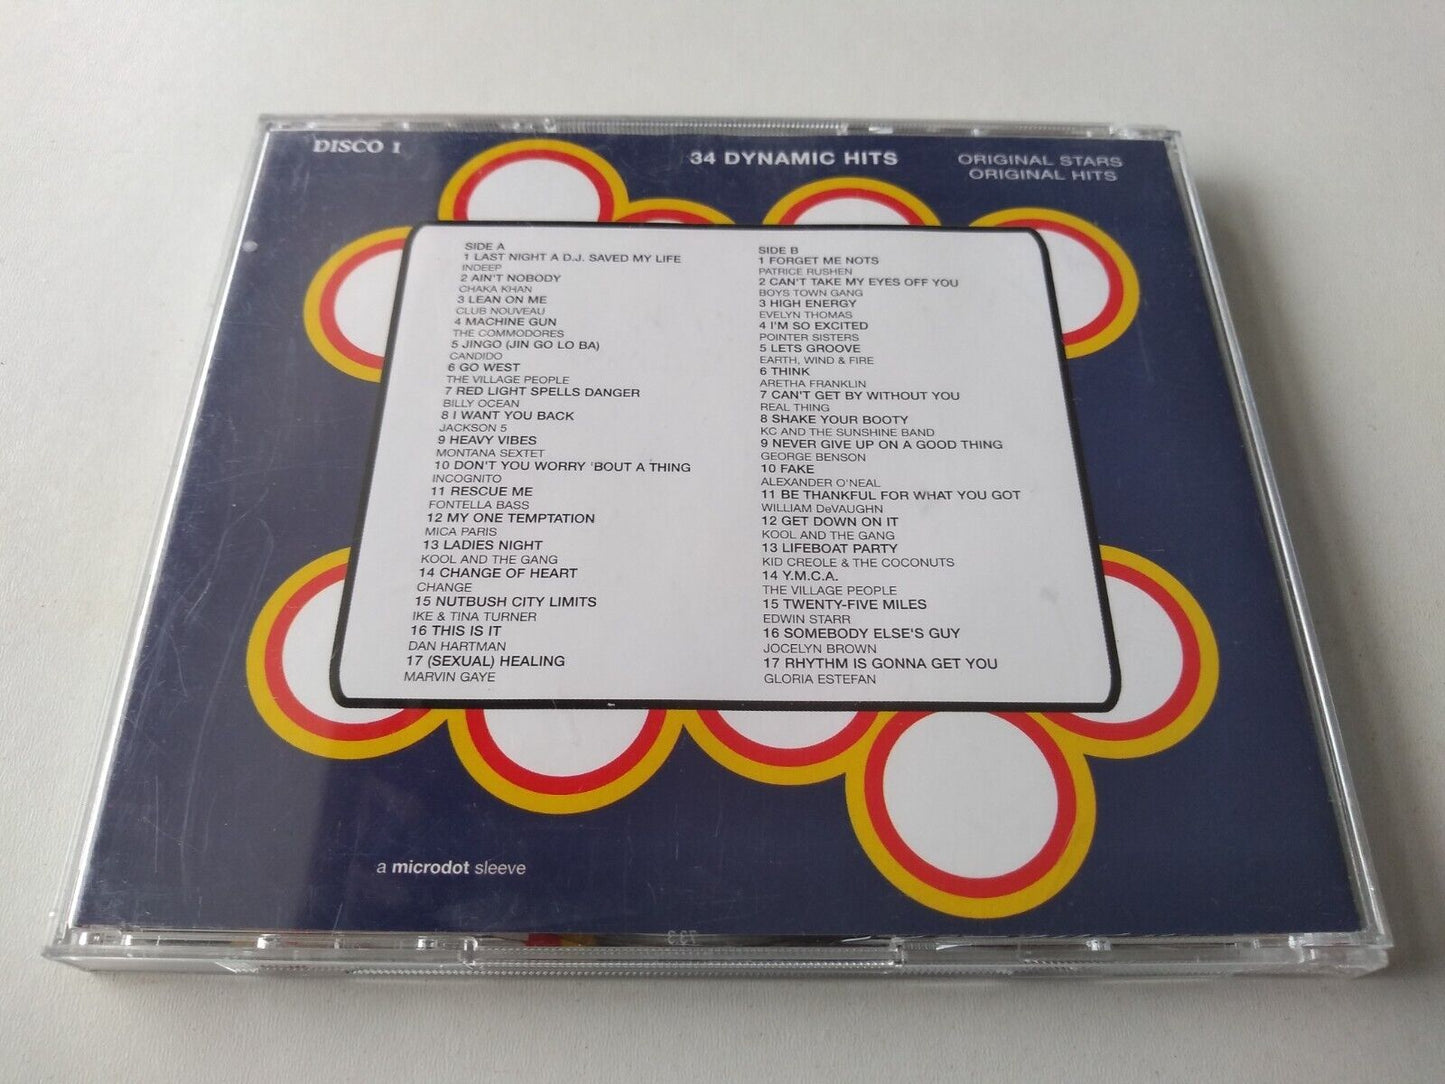 DISCO 1
34 DYNAMIC HITS
ORIGINAL STARS
ORIGINAL HITS
SIDE A
1 LAST NIGHT A D.J. SAVED MY LIFE
INDEEP
2 AIN'T NOBODY
CHAKA KHAN
3 LEAN ON ME
CLUB NOUVEAU
4 MACHINE GUN
THE COMMODORES
5 JINGO (JIN GO LO BA)
CANDIDO
6 GO WEST
THE VILLAGE PEOPLE
7 RED LIGHT SPELLS DANGER
BILLY OCEAN
8 I WANT YOU BACK
JACKSON 5
9 HEAVY VIBES
MONTANA SEXTET
10 DON'T YOU WORRY 'BOUT A THING
INCOGNITO
11 RESCUE ME
FONTELLA BASS
12 MY ONE TEMPTATION
MICA PARIS
13 LADIES NIGHT
KOOL AND THE GANG
14 CHANGE OF HEART
CHANGE
15 NUTBUSH CITY LIMITS
IKE & TINA TURNER
16 THIS IS IT
DAN HARTMAN
17 (SEXUAL) HEALING
MARVIN GAYE
SIDE B
1 FORGET ME NOTS
PATRICE RUSHEN
2 CAN'T TAKE MY EYES OFF YOU
BOYS TOWN GANG
3 HIGH ENERGY
EVELYN THOMAS
4 I'M SO EXCITED
POINTER SISTERS
5 LETS GROOVE
EARTH, WIND & FIRE
6 THINK
ARETHA FRANKLIN
7 CAN'T GET BY WITHOUT YOU
REAL THING
8 SHAKE YOUR BOOTY
KC AND THE SUNSHINE BAND
9 NEVER GIVE UP ON A GOOD THING
GEORGE BENSON
10 FAKE
ALEXANDER O'NEAL
11 BE THANKFUL FOR WHAT YOU GOT
WILLIAM DeVAUGHN
12 GET DOWN ON IT
KOOL AND THE GANG
13 LIFEBOAT PARTY
KID CREOLE & THE COCONUTS
14 Y.M.C.A.
THE VILLAGE PEOPLE
15 TWENTY-FIVE MILES
EDWIN STARR
16 SOMEBODY ELSE'S GUY
JOCELYN BROWN
17 RHYTHM IS GONNA GET YOU
GLORIA ESTEFAN
a microdot sleeve